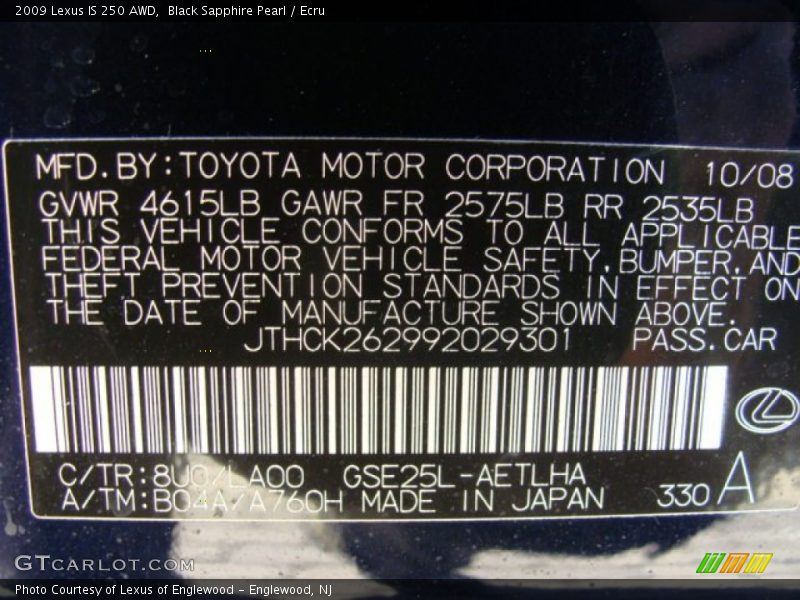 2009 Lexus IS 250 AWD,  Black Sapphire Pearl / Ecru
MFD.BY:TOYOTA MOTOR CORPORATION 10/08
GVWR 4615LB GAWR FR 2575LB RR 2535LB
THIS VEHICLE CONFORMS TO ALL APPLICABLE
FEDERAL MOTOR VEHICLE SAFETY,BUMPER,AND
THEFT PREVENTION STANDARDS IN EFFECT ON
THE DATE OF MANUFACTURE SHOWN ABOVE.
JTHCK262992029301 PASS.CAR
C/TR:8U0/LA00 GSE25L-AETLHA
A/TM:B04A/A760H MADE IN JAPAN 330 A
GTCARLOT.COM
Photo Courtesy of Lexus of Englewood - Englewood, NJ